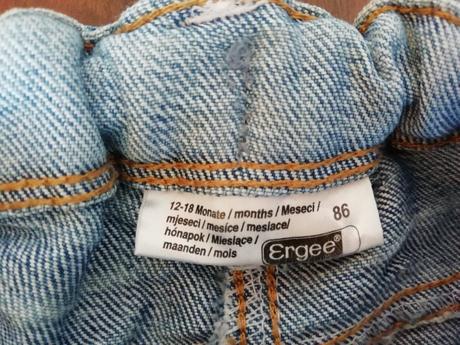 12-18 Monate / months / Meseci /
mjeseci / mesíce / mesiace/
hónapok / Miesiące /
maanden / mois
86
ergee®